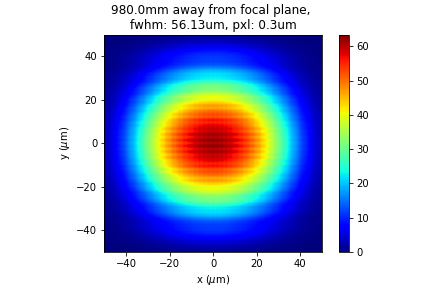 980.0mm away from focal plane,
fwhm: 56.13um, pxl: 0.3um
40
20
0
−20
−40
y (μm)
−40 −20 0 20 40
x (μm)
60
50
40
30
20
10
0